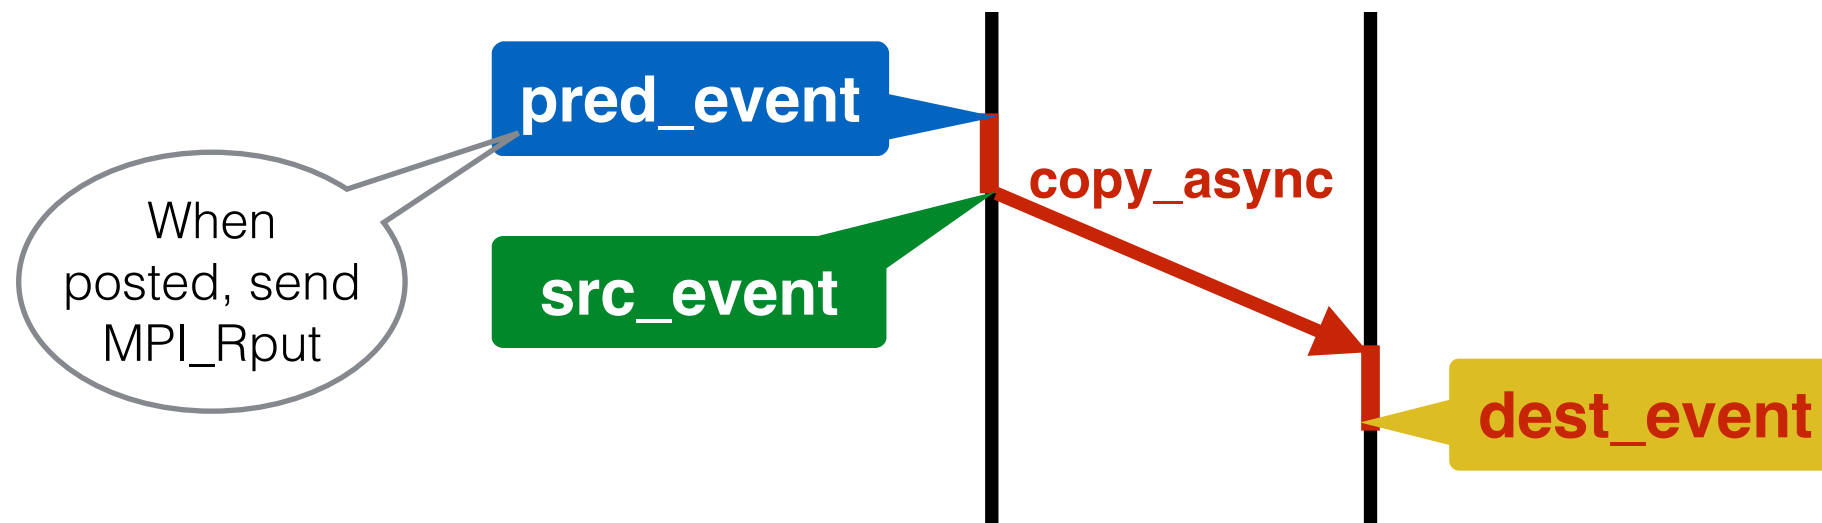 pred_event
copy_async
When
posted, send
MPI_Rput
src_event
dest_event